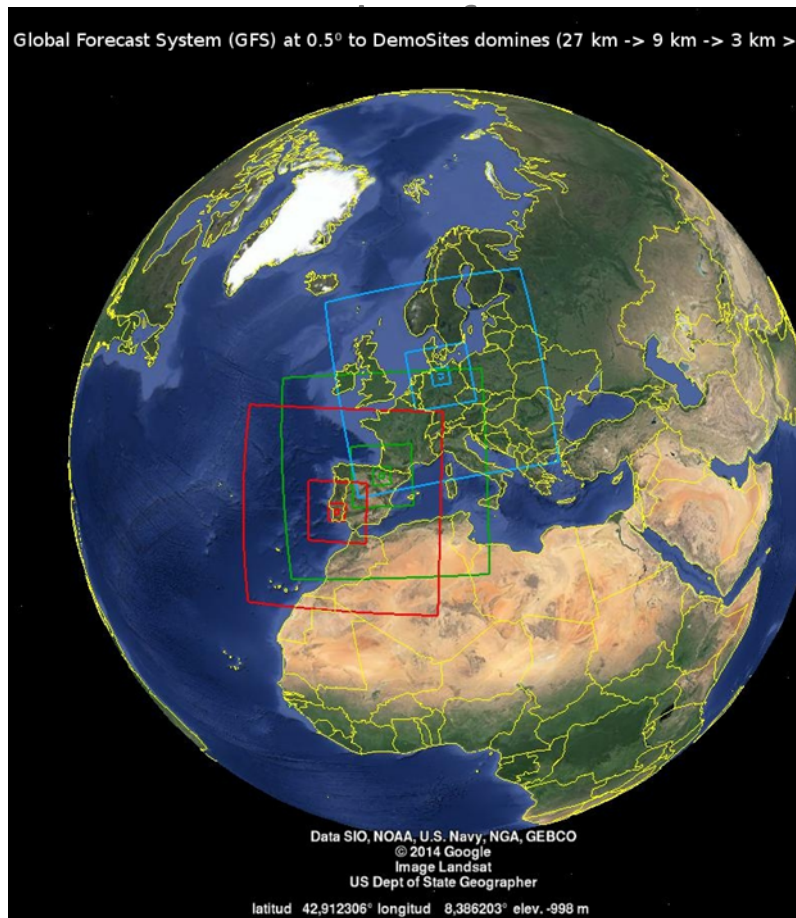 Global Forecast System (GFS) at 0.5º to DemoSites domines (27 km -> 9 km -> 3 km >
Data SIO, NOAA, U.S. Navy, NGA, GEBCO
© 2014 Google
Image Landsat
US Dept of State Geographer
latitud 42,912306° longitud 8,386203° elev. -998 m